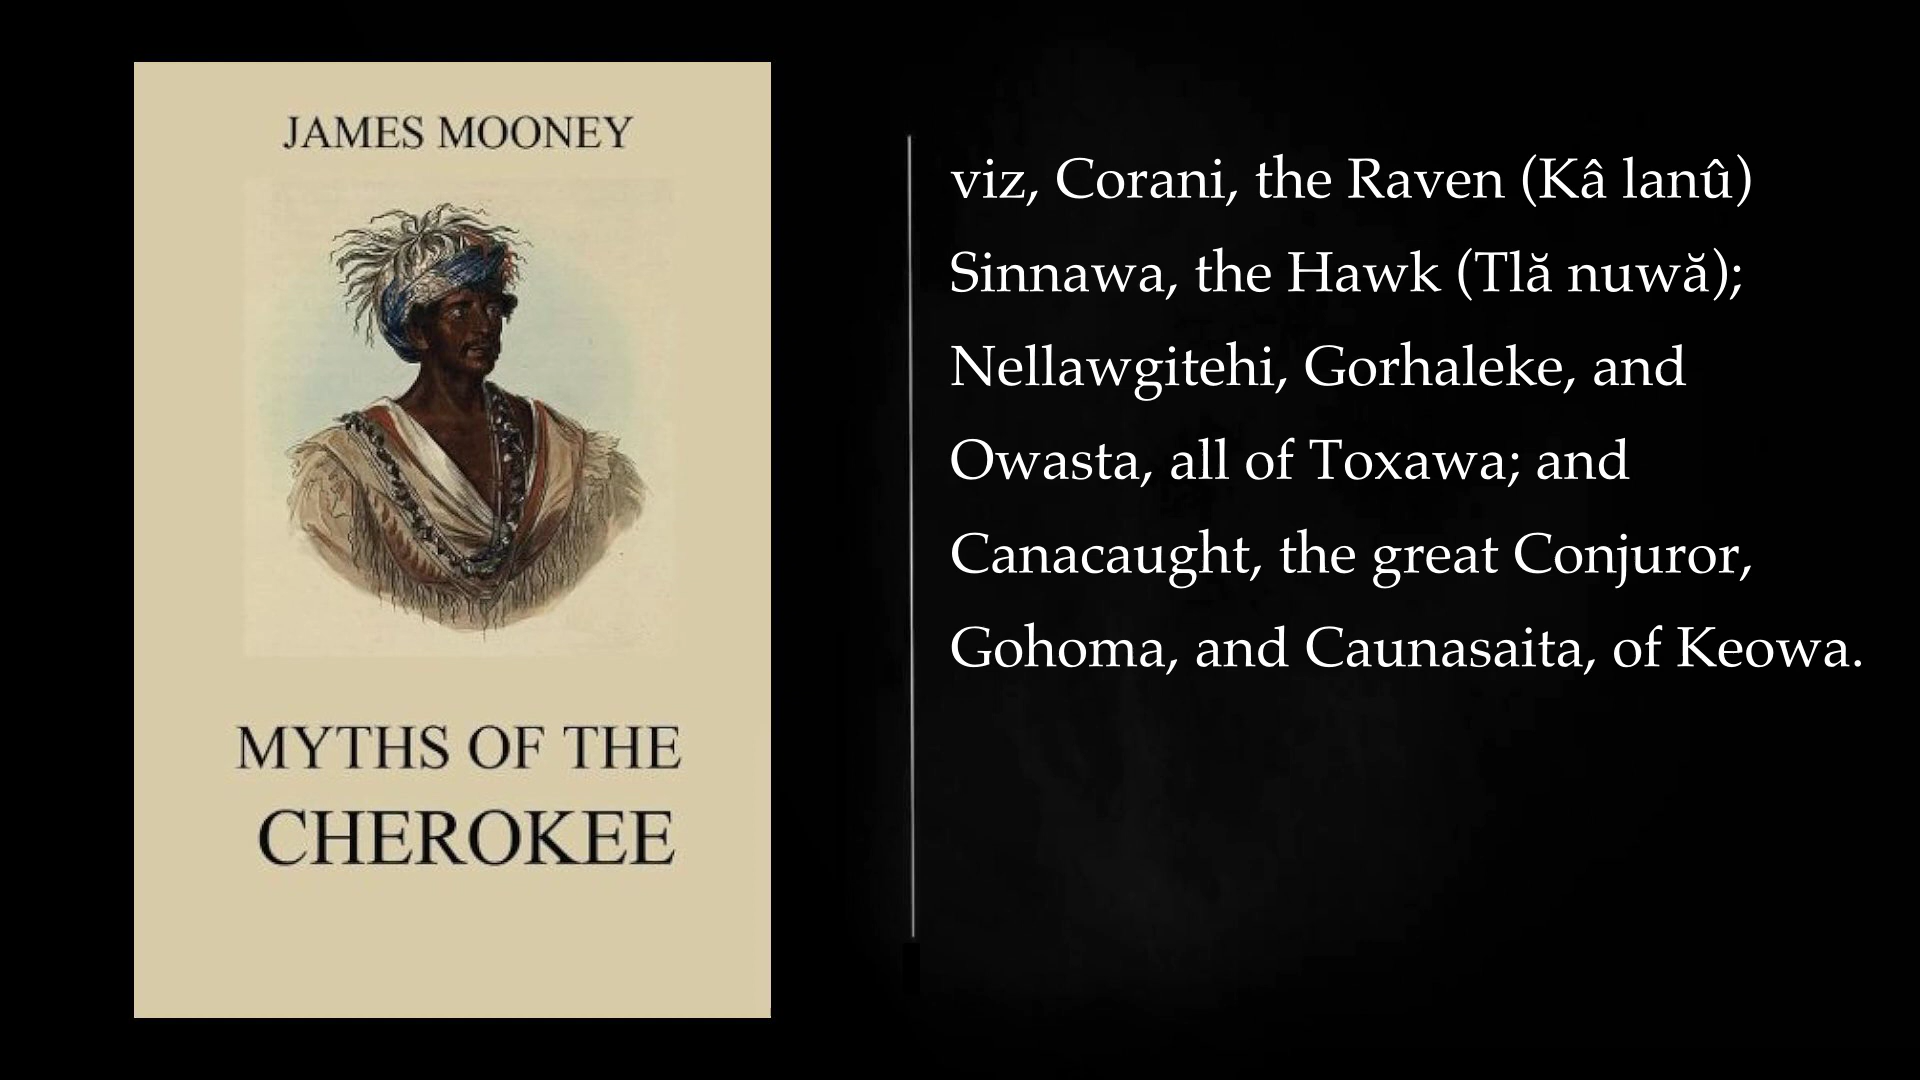 JAMES MOONEY
MYTHS OF THE
CHEROKEE
viz, Corani, the Raven (Kâ lanû)
Sinnawa, the Hawk (Tlă nuwă);
Nellawgitehi, Gorhaleke, and
Owasta, all of Toxawa; and
Canacaught, the great Conjuror,
Gohoma, and Caunasaita, of Keowa.